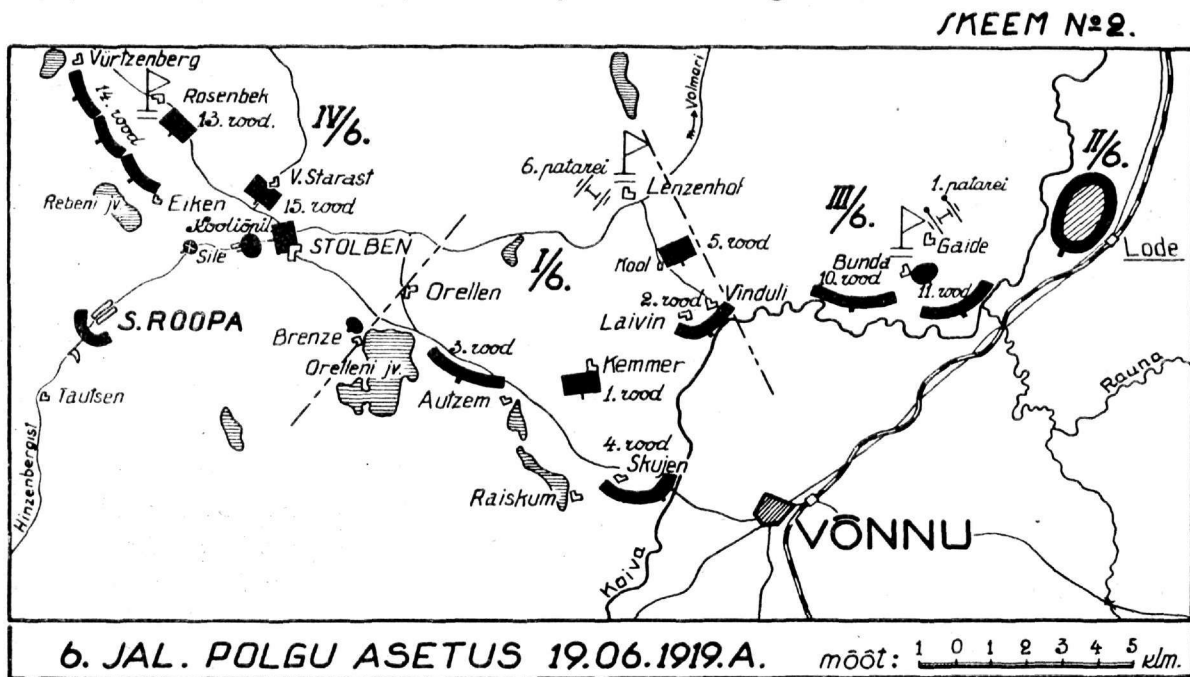 SKEEM № 2.
Vürtzenberg
Rosenbek
13. rood.
14. rood
IV/6.
V. Starast
15. rood
Rebeni jv.
Eiken
Kooliõpil.
Sile
STOLBEN
S. ROOPA
Tautsen
Hinzenbergist
Orellen
Brenze
Orelleni jv.
I/6.
3. rood
Autzem
Raiskum
Volmari
6. patarei
Lenzenhof
Kool
5. rood
2. rood
Vinduli
Laivin
Kemmer
1. rood
4. rood
Skujen
Koiva
III/6.
1. patarei
Gaide
Bunda
10. rood
11. rood
II/6.
Lode
Rauna
VÕNNU
6. JAL. POLGU ASETUS 19.06.1919.A.
mõõt: 1 0 1 2 3 4 5 klm.